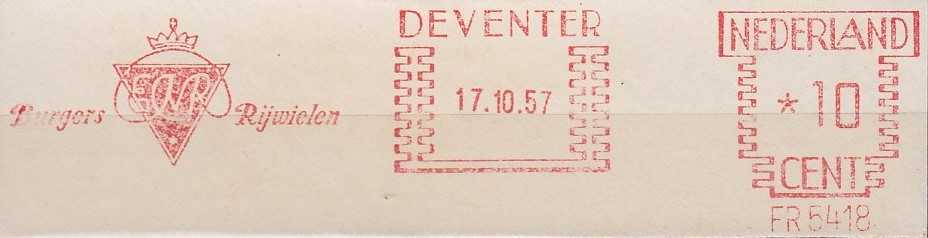 Burgers Rijwielen
DEVENTER
17.10.57
NEDERLAND
* 10
CENT
FR 5418